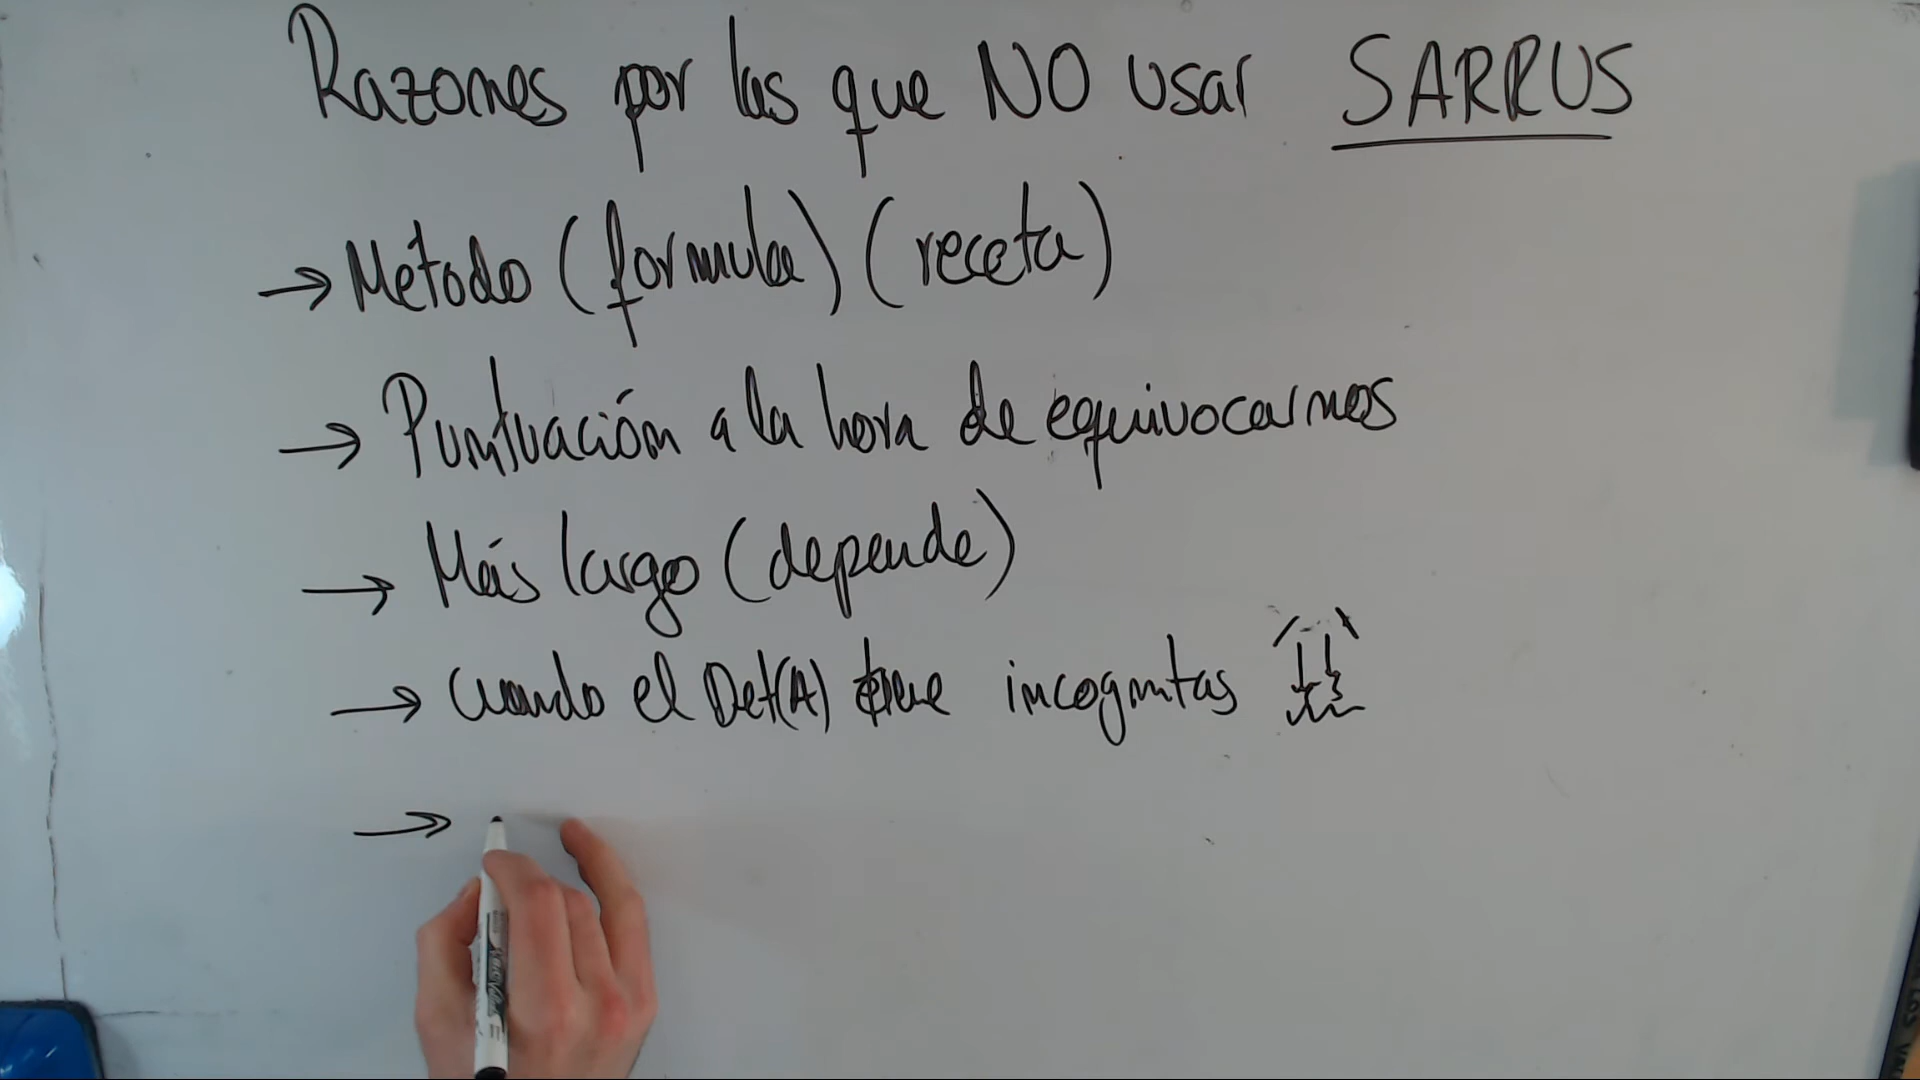 Razones por las que NO usar SARRUS
→ Método (formula) (receta)
→ Puntuación a la hora de equivocarnos
→ Más largo (depende)
→ Cuando el Det(A) tiene incognitas
→